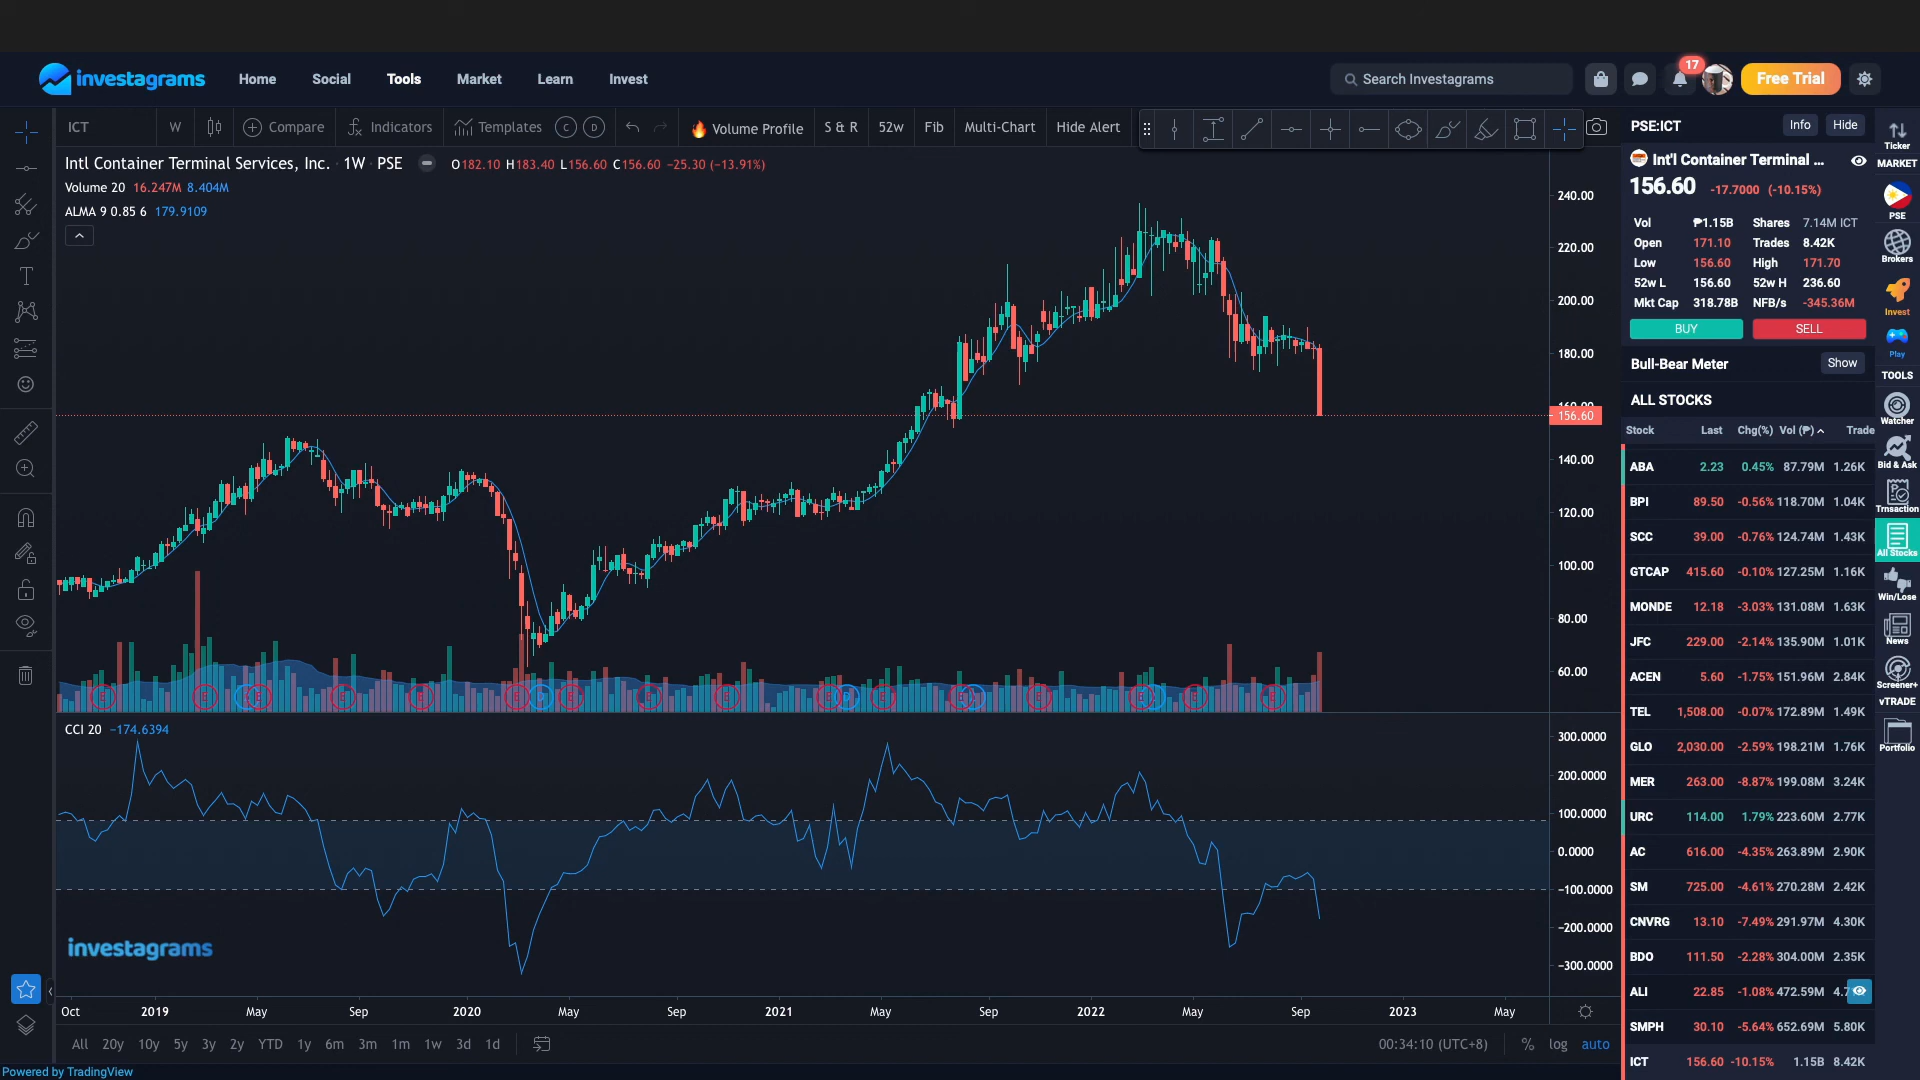 investagrams Home Social Tools Market Learn Invest Search Investagrams 17 Free Trial
ICT W Compare Indicators Templates C D Volume Profile S & R 52w Fib Multi-Chart Hide Alert
Intl Container Terminal Services, Inc. 1W PSE O182.10 H183.40 L156.60 C156.60 −25.30 (−13.91%)
Volume 20 16.247M 8.404M
ALMA 9 0.85 6 179.9109
240.00
220.00
200.00
180.00
160.00
156.60
140.00
120.00
100.00
80.00
60.00
CCI 20 −174.6394
300.0000
200.0000
100.0000
0.0000
−100.0000
−200.0000
−300.0000
investagrams
Oct 2019 May Sep 2020 May Sep 2021 May Sep 2022 May Sep 2023 May
All 20y 10y 5y 3y 2y YTD 1y 6m 3m 1m 1w 3d 1d 00:34:10 (UTC+8) % log auto
Powered by TradingView
PSE:ICT Info Hide
Int'l Container Terminal ...
156.60 -17.7000 (-10.15%)
Vol ₱1.15B Shares 7.14M ICT
Open 171.10 Trades 8.42K
Low 156.60 High 171.70
52w L 156.60 52w H 236.60
Mkt Cap 318.78B NFB/s -345.36M
BUY SELL
Bull-Bear Meter Show
ALL STOCKS
Stock Last Chg(%) Vol (₱) Trade
ABA 2.23 0.45% 87.79M 1.26K
BPI 89.50 -0.56% 118.70M 1.04K
SCC 39.00 -0.76% 124.74M 1.43K
GTCAP 415.60 -0.10% 127.25M 1.16K
MONDE 12.18 -3.03% 131.08M 1.63K
JFC 229.00 -2.14% 135.90M 1.01K
ACEN 5.60 -1.75% 151.96M 2.84K
TEL 1,508.00 -0.07% 172.89M 1.49K
GLO 2,030.00 -2.59% 198.21M 1.76K
MER 263.00 -8.87% 199.08M 3.24K
URC 114.00 1.79% 223.60M 2.77K
AC 616.00 -4.35% 263.89M 2.90K
SM 725.00 -4.61% 270.28M 2.42K
CNVRG 13.10 -7.49% 291.97M 4.30K
BDO 111.50 -2.28% 304.00M 2.35K
ALI 22.85 -1.08% 472.59M
SMPH 30.10 -5.64% 652.69M 5.80K
ICT 156.60 -10.15% 1.15B 8.42K
Ticker
MARKET
PSE
Brokers
Invest
Play
TOOLS
Watcher
Bid & Ask
Trnsaction
All Stocks
Win/Lose
News
Screener+
vTRADE
Portfolio